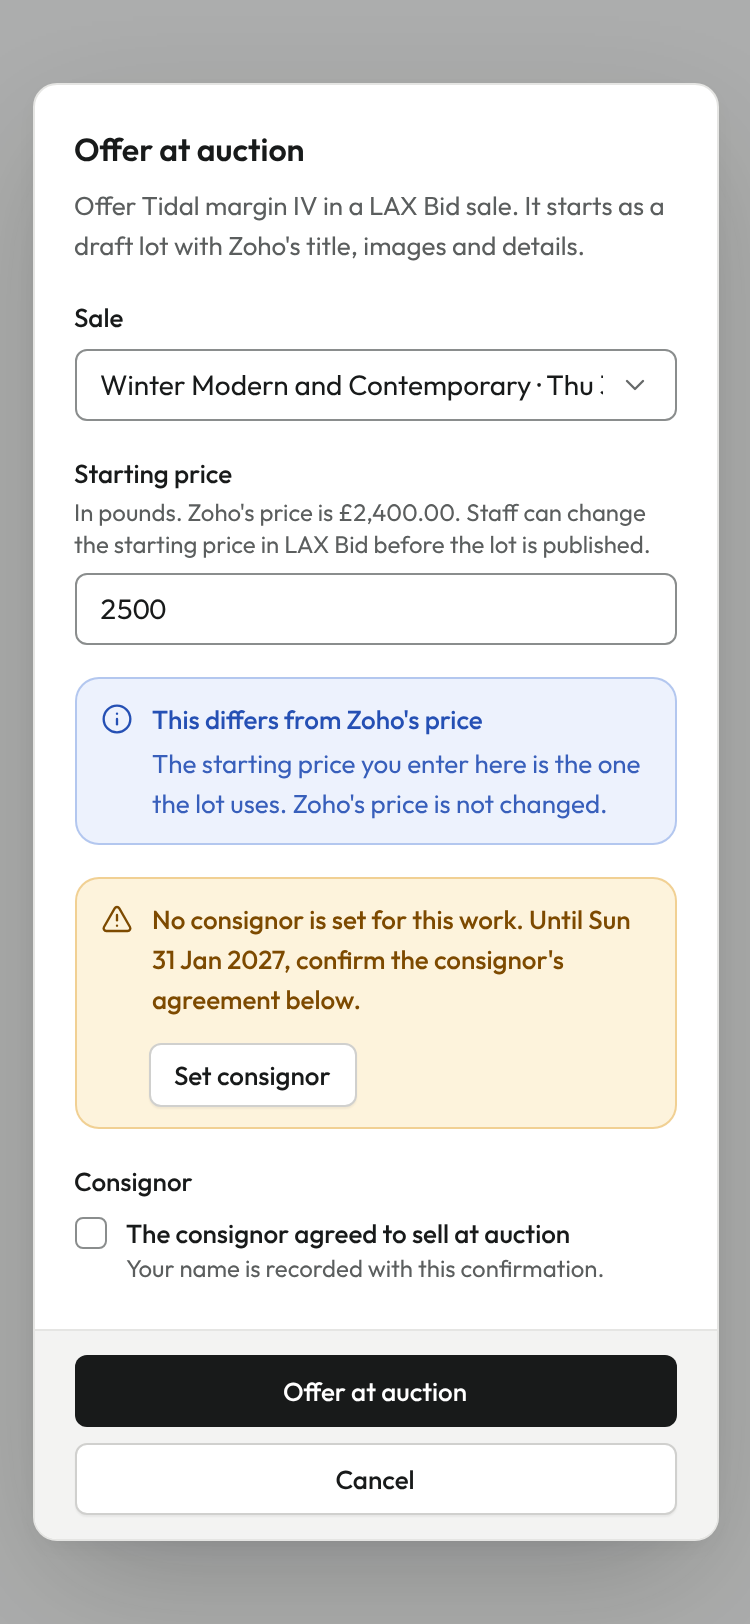 Offer at auction
Offer Tidal margin IV in a LAX Bid sale. It starts as a
draft lot with Zoho's title, images and details.
Sale
Winter Modern and Contemporary · Thu
Starting price
In pounds. Zoho's price is £2,400.00. Staff can change
the starting price in LAX Bid before the lot is published.
2500
This differs from Zoho's price
The starting price you enter here is the one
the lot uses. Zoho's price is not changed.
No consignor is set for this work. Until Sun
31 Jan 2027, confirm the consignor's
agreement below.
Set consignor
Consignor
The consignor agreed to sell at auction
Your name is recorded with this confirmation.
Offer at auction
Cancel